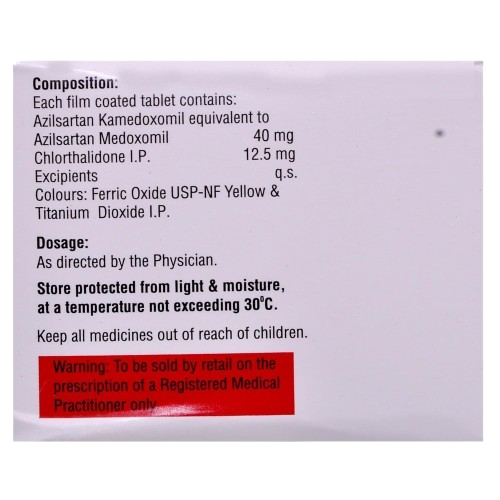 Composition:
Each film coated tablet contains:
Azilsartan Kamedoxomil equivalent to
Azilsartan Medoxomil 40 mg
Chlorthalidone I.P. 12.5 mg
Excipients q.s.
Colours: Ferric Oxide USP-NF Yellow &
Titanium Dioxide I.P.
Dosage:
As directed by the Physician.
Store protected from light & moisture,
at a temperature not exceeding 30⁰C.
Keep all medicines out of reach of children.
Warning: To be sold by retail on the
prescription of a Registered Medical
Practitioner only.